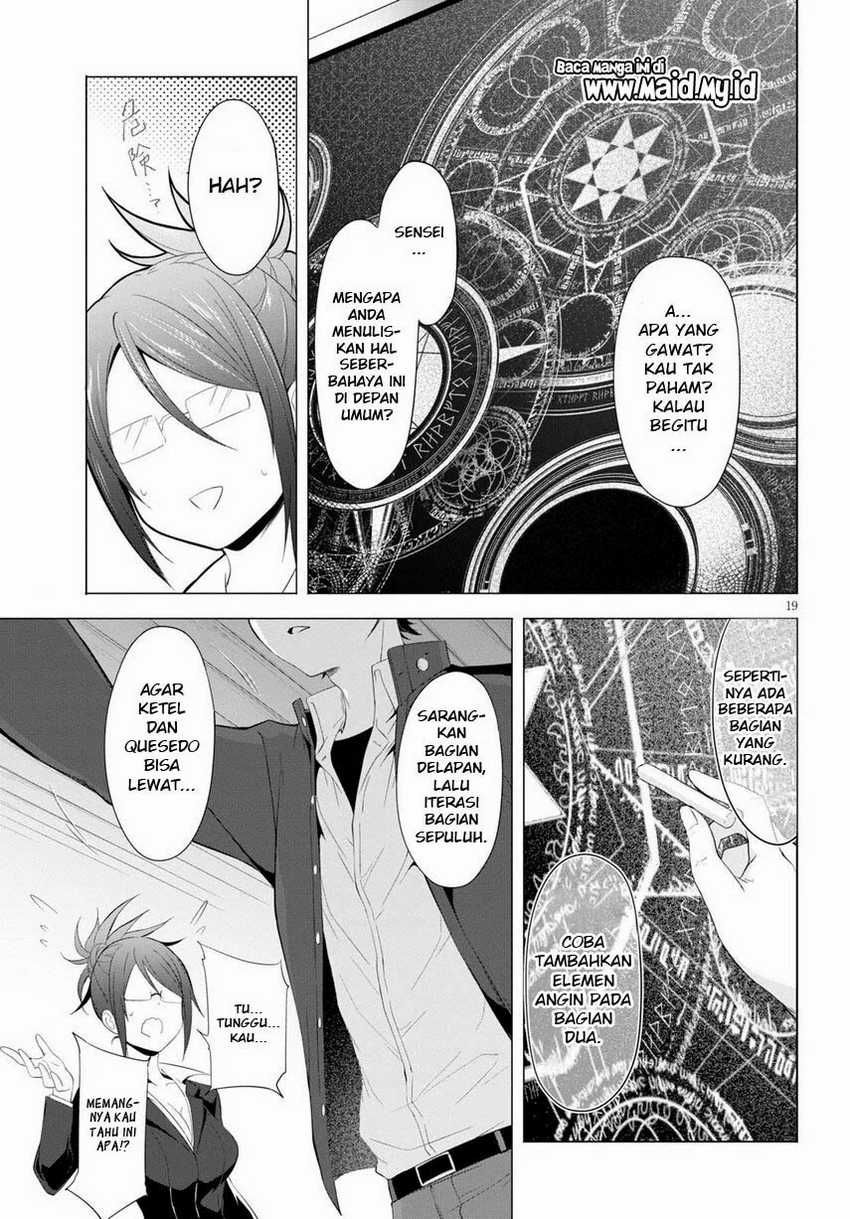 Baca manga ini di
www.Maid.my.id
A...
APA YANG
GAWAT?
KAU TAK
PAHAM?
KALAU
BEGITU
...
SENSEI
...
MENGAPA
ANDA
MENULIS-
KAN HAL
SEBER-
BAHAYA INI
DI DEPAN
UMUM?
HAH?
危険…？
19
SEPERTI-
NYA ADA
BEBERAPA
BAGIAN
YANG
KURANG.
COBA
TAMBAHKAN
ELEMEN
ANGIN PADA
BAGIAN
DUA.
SARANG-
KAN
BAGIAN
DELAPAN,
LALU
ITERASI
BAGIAN
SEPULUH.
AGAR
KETEL
DAN
QUESEDO
BISA
LEWAT...
TU...
TUNGGU...
KAU...
MEMANG-
NYA KAU
TAHU INI
APA!?